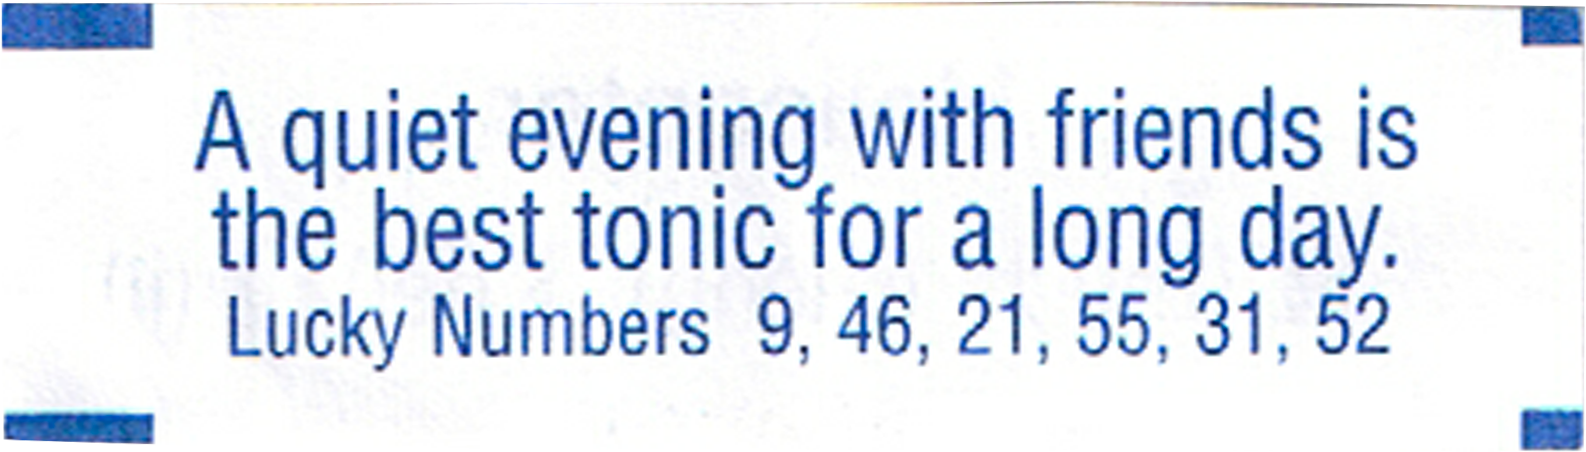 A quiet evening with friends is
the best tonic for a long day.
Lucky Numbers  9, 46, 21, 55, 31, 52